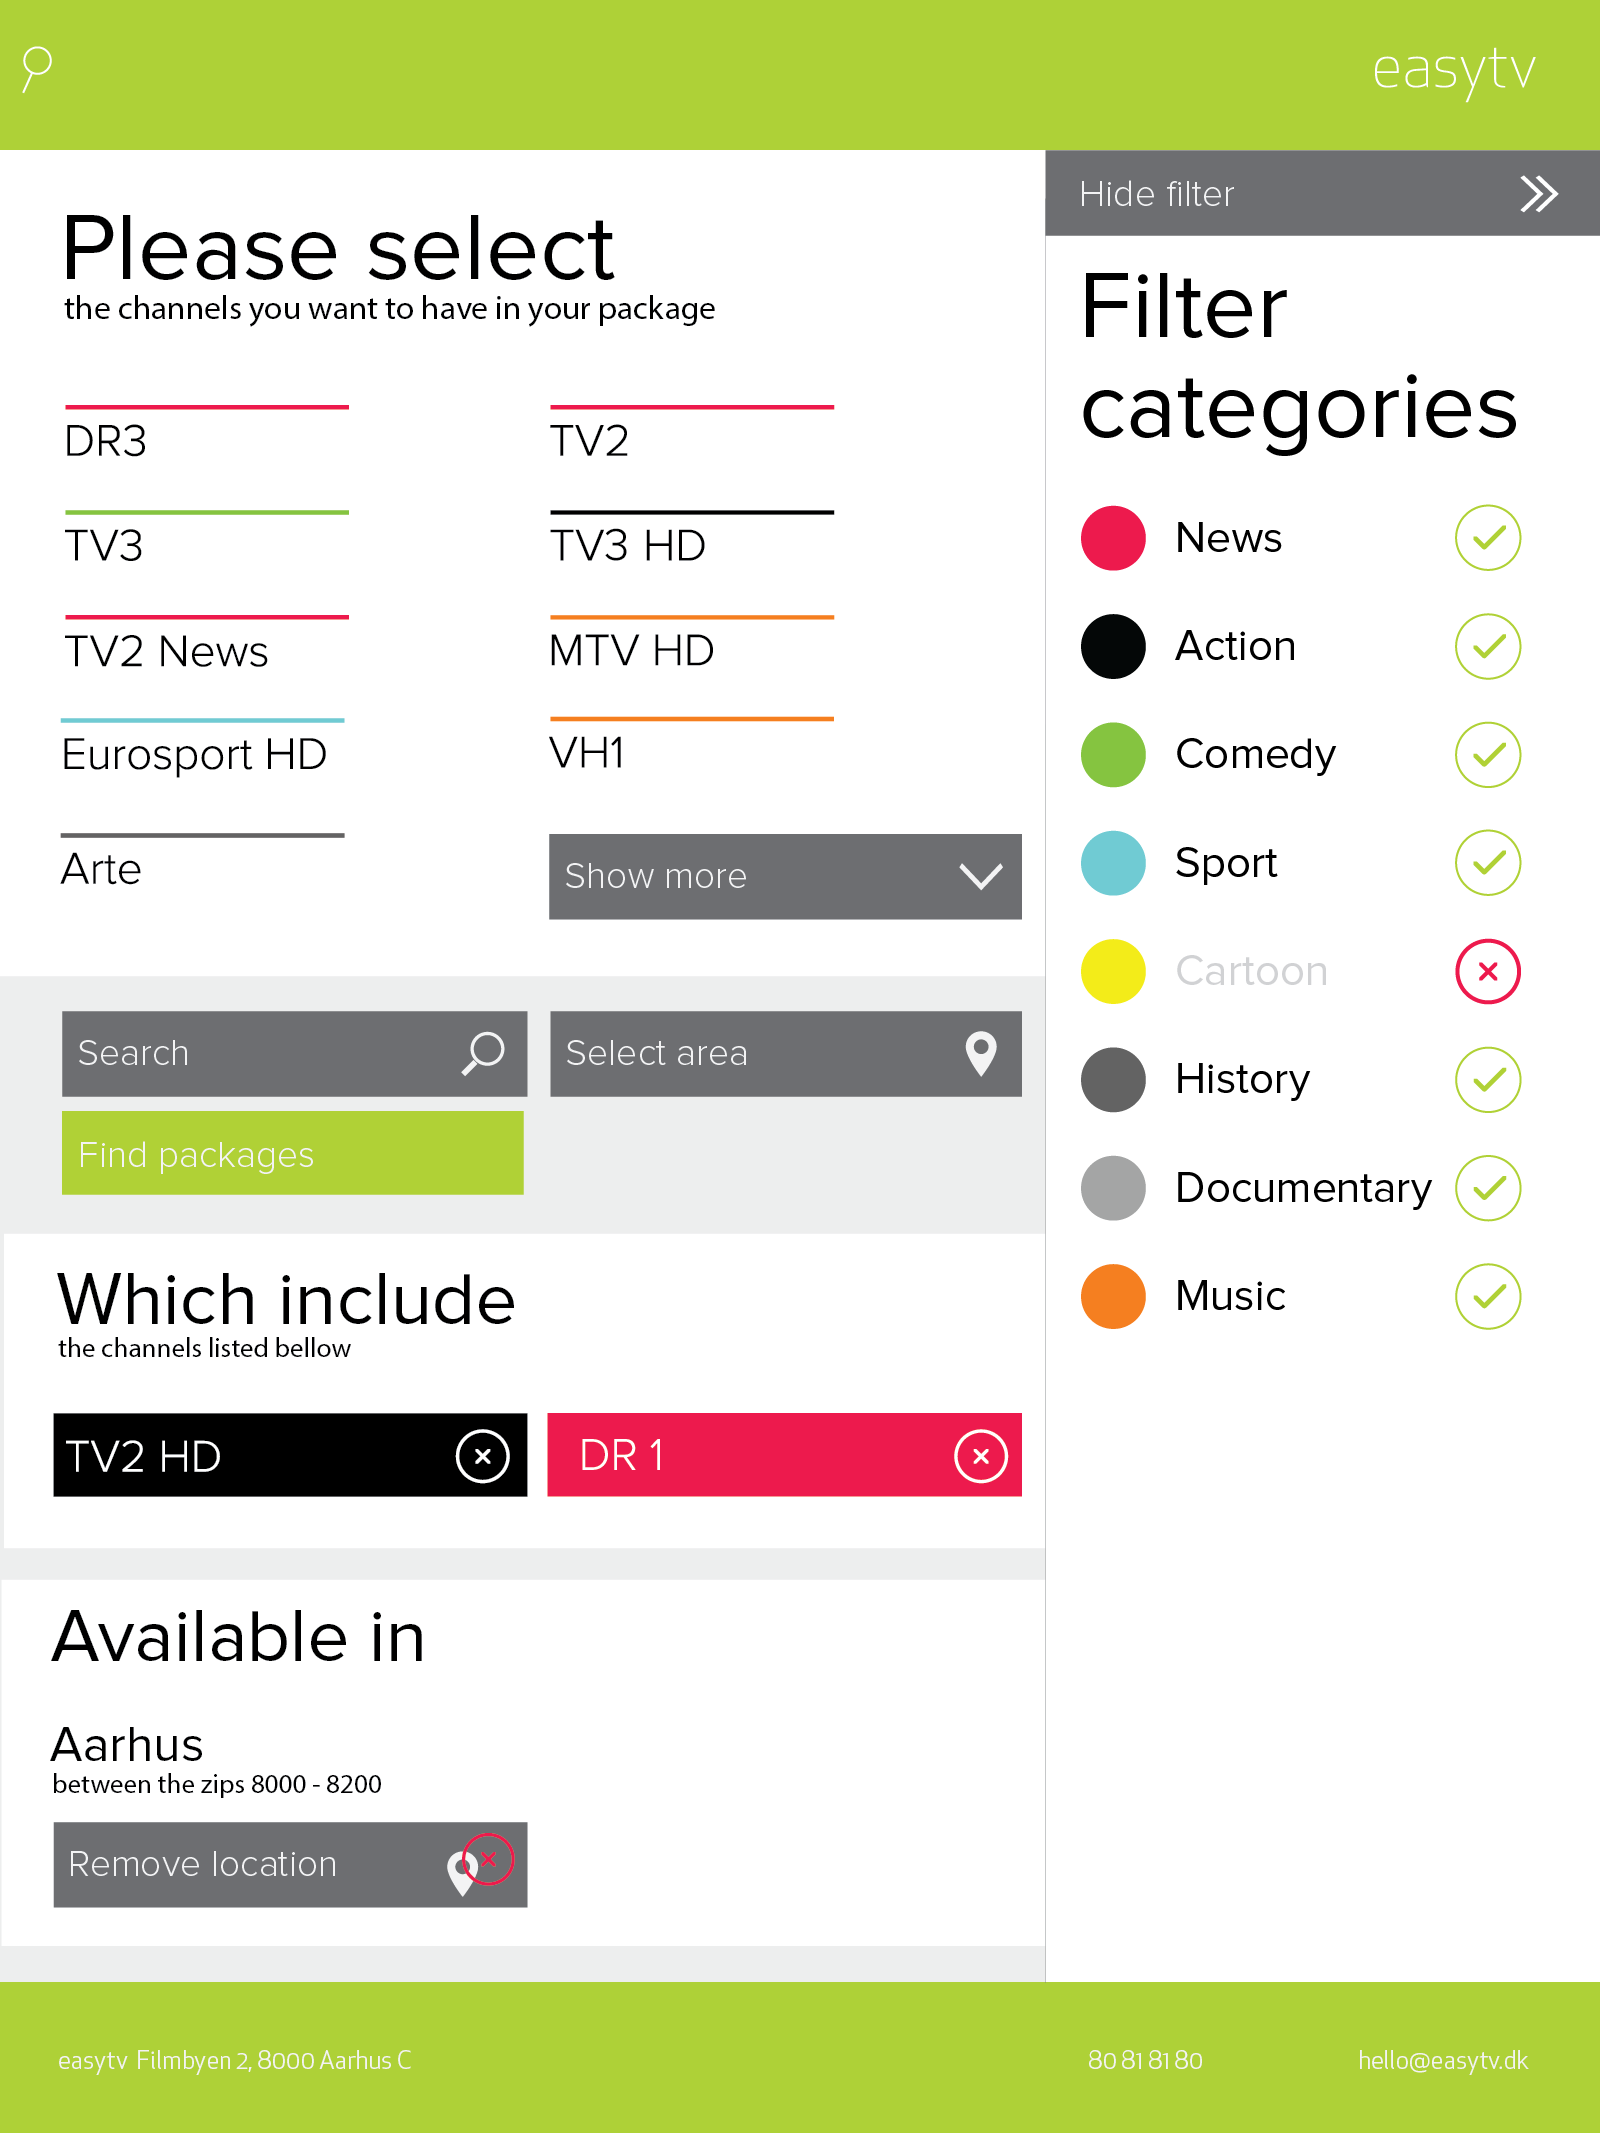 easytv
Please select
the channels you want to have in your package
DR3
TV2
TV3
TV3 HD
TV2 News
MTV HD
Eurosport HD
VH1
Arte
Show more
Search
Select area
Find packages
Which include
the channels listed bellow
TV2 HD
DR 1
Available in
Aarhus
between the zips 8000 - 8200
Remove location
Hide filter
Filter
categories
News
Action
Comedy
Sport
Cartoon
History
Documentary
Music
easytv Filmbyen 2, 8000 Aarhus C
80 81 81 80
hello@easytv.dk